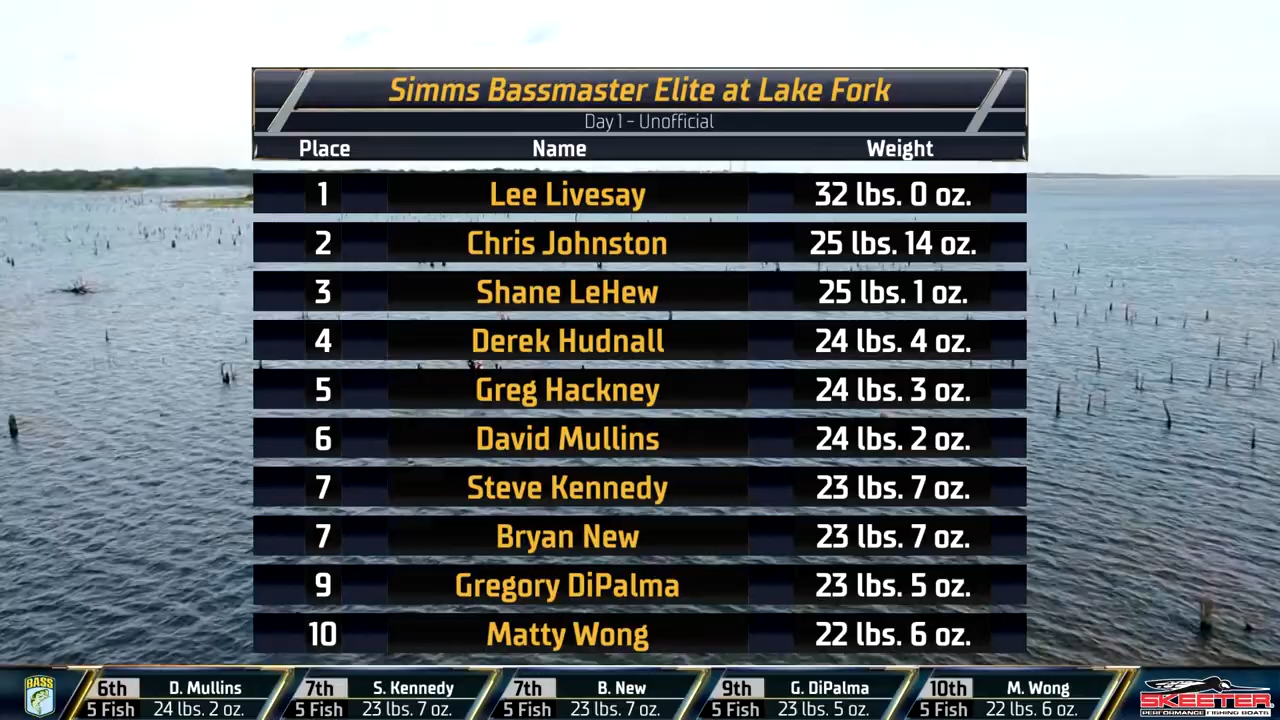 Simms Bassmaster Elite at Lake Fork
Day 1 - Unofficial
Place Name Weight
1 Lee Livesay 32 lbs. 0 oz.
2 Chris Johnston 25 lbs. 14 oz.
3 Shane LeHew 25 lbs. 1 oz.
4 Derek Hudnall 24 lbs. 4 oz.
5 Greg Hackney 24 lbs. 3 oz.
6 David Mullins 24 lbs. 2 oz.
7 Steve Kennedy 23 lbs. 7 oz.
7 Bryan New 23 lbs. 7 oz.
9 Gregory DiPalma 23 lbs. 5 oz.
10 Matty Wong 22 lbs. 6 oz.
BASS
6th D. Mullins
5 Fish 24 lbs. 2 oz.
7th S. Kennedy
5 Fish 23 lbs. 7 oz.
7th B. New
5 Fish 23 lbs. 7 oz.
9th G. DiPalma
5 Fish 23 lbs. 5 oz.
10th M. Wong
5 Fish 22 lbs. 6 oz.
SKEETER
PERFORMANCE FISHING BOATS